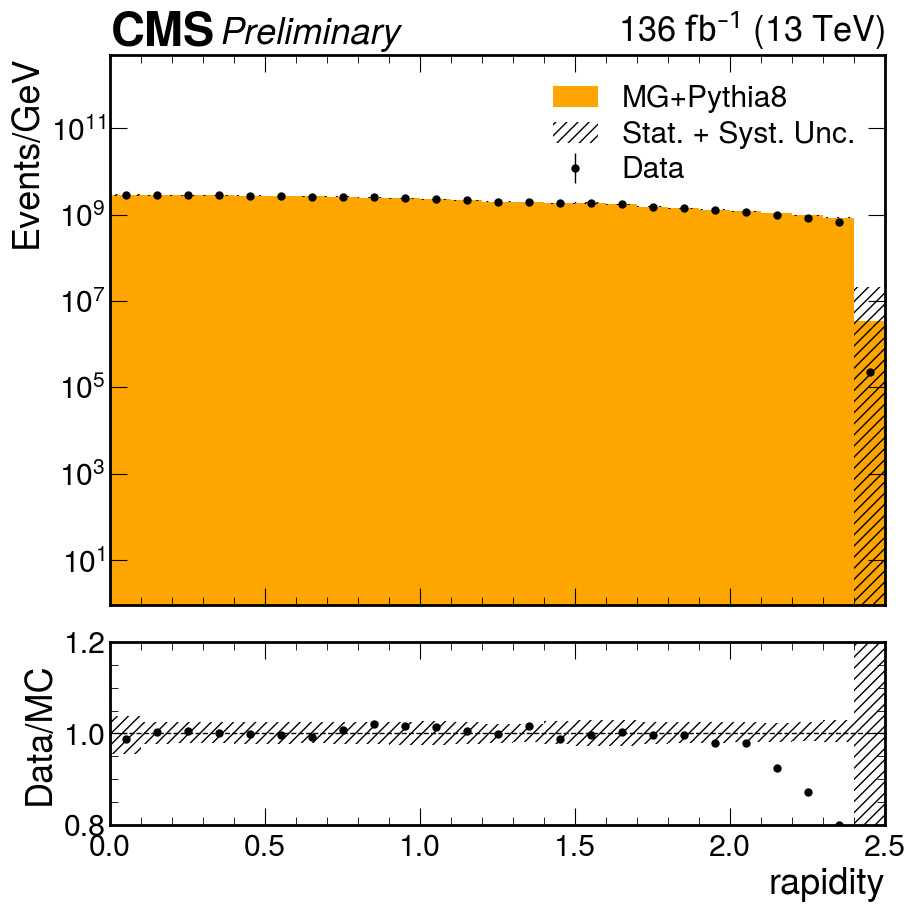 CMS Preliminary 136 fb⁻¹ (13 TeV)
Events/GeV
MG+Pythia8
Stat. + Syst. Unc.
Data
10¹¹
10⁹
10⁷
10⁵
10³
10¹
Data/MC
1.2
1.0
0.8
0.0 0.5 1.0 1.5 2.0 2.5
rapidity